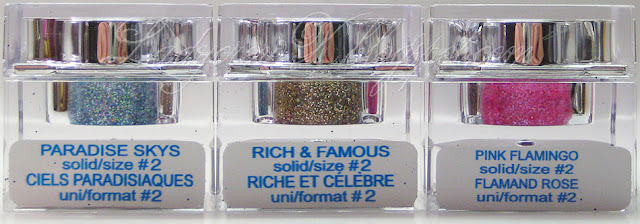 PARADISE SKYS
solid/size #2
CIELS PARADISIAQUES
uni/format #2
RICH & FAMOUS
solid/size #2
RICHE ET CÉLÈBRE
uni/format #2
PINK FLAMINGO
solid/size #2
FLAMAND ROSE
uni/format #2